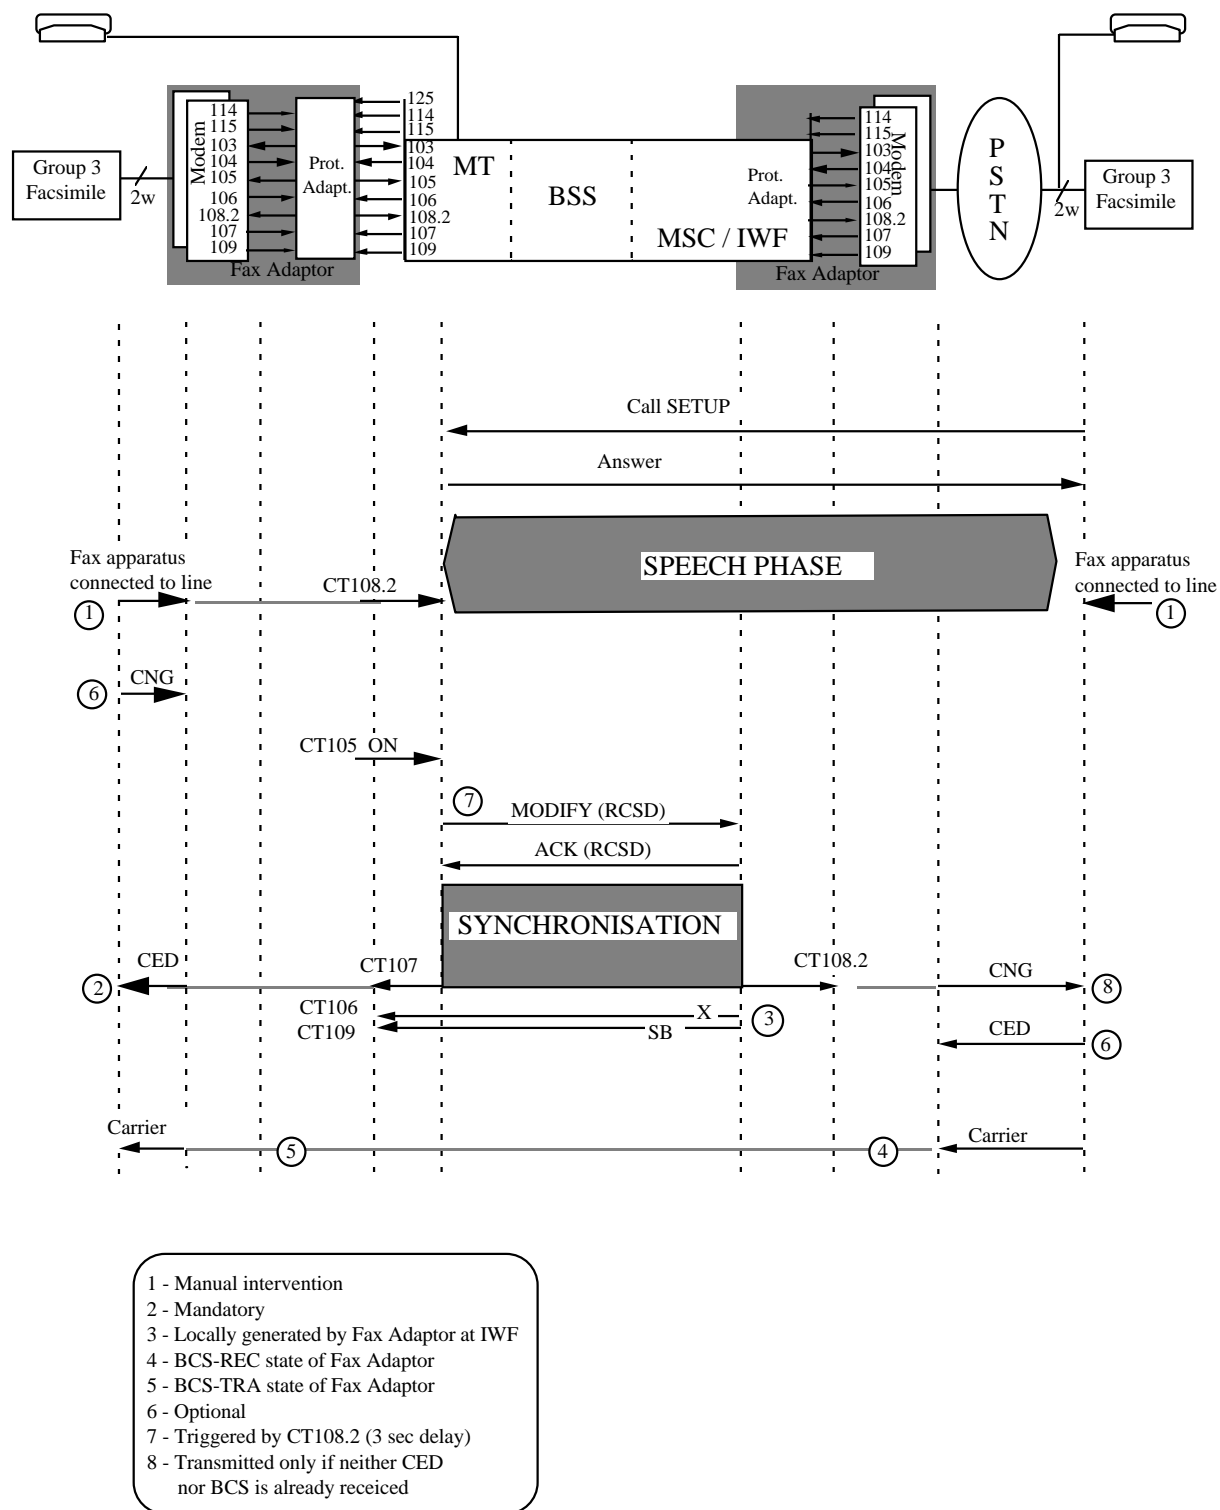 114
115
103
104
105
106
108.2
107
109
Modem
Prot.
Adapt.
125
114
115
103
104
105
106
108.2
107
109
MT
BSS
MSC / IWF
Prot.
Adapt.
114
115
103
104
105
106
108.2
107
109
Modem
PSTN
Group 3
Facsimile
2w
Group 3
Facsimile
2w
Fax Adaptor
Fax Adaptor
Call SETUP
Answer
SPEECH PHASE
Fax apparatus
connected to line
1
CT108.2
Fax apparatus
connected to line
1
CNG
6
CT105 ON
7
MODIFY (RCSD)
ACK (RCSD)
SYNCHRONISATION
CED
2
CT107
CT108.2
CNG
8
CT106
X
3
CT109
SB
CED
6
Carrier
5
4
Carrier
1 - Manual intervention
2 - Mandatory
3 - Locally generated by Fax Adaptor at IWF
4 - BCS-REC state of Fax Adaptor
5 - BCS-TRA state of Fax Adaptor
6 - Optional
7 - Triggered by CT108.2 (3 sec delay)
8 - Transmitted only if neither CED
nor BCS is already receiced